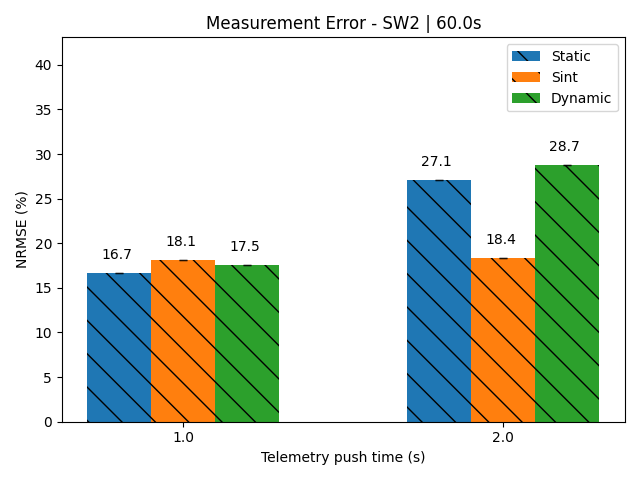 Measurement Error - SW2 | 60.0s
Static
Sint
Dynamic
NRMSE (%)
40
35
30
25
20
15
10
5
0
16.7
18.1
17.5
27.1
18.4
28.7
1.0
2.0
Telemetry push time (s)